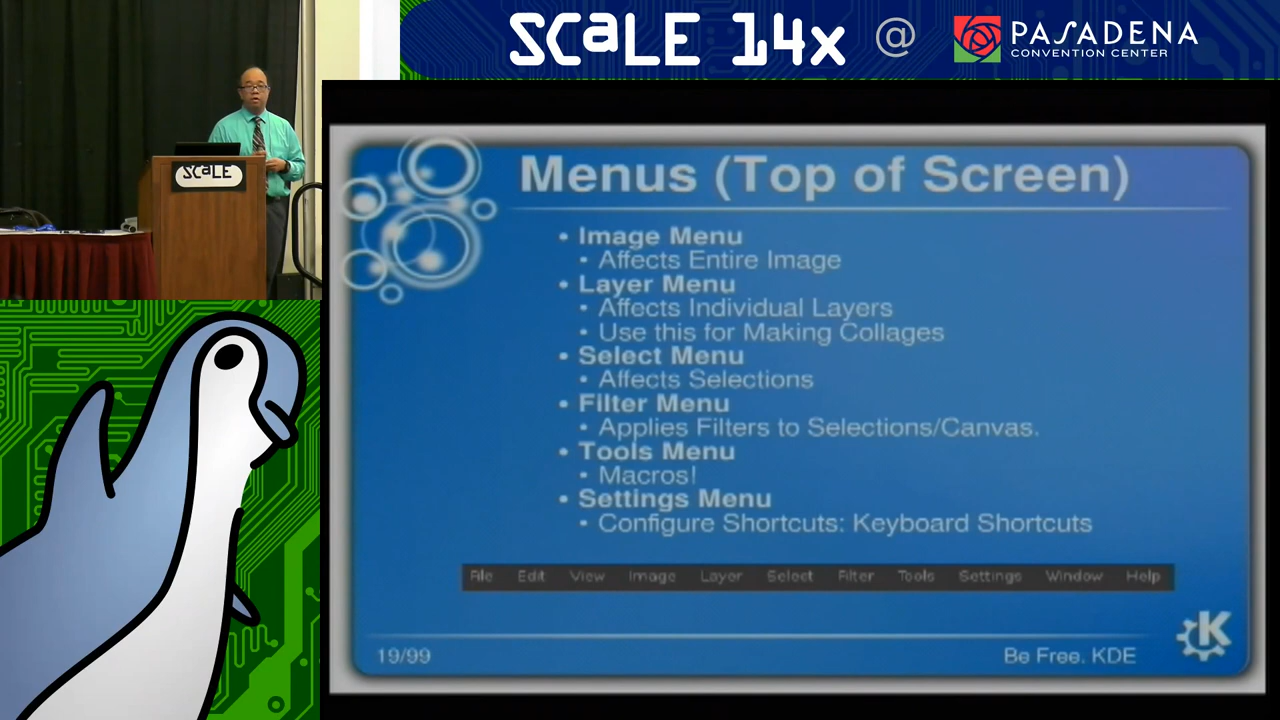 SCALE 14x @ PASADENA
CONVENTION CENTER
SCALE
Menus (Top of Screen)
• Image Menu
• Affects Entire Image
• Layer Menu
• Affects Individual Layers
• Use this for Making Collages
• Select Menu
• Affects Selections
• Filter Menu
• Applies Filters to Selections/Canvas.
• Tools Menu
• Macros!
• Settings Menu
• Configure Shortcuts: Keyboard Shortcuts
File Edit View Image Layer Select Filter Tools Settings Window Help
19/99
Be Free. KDE
K